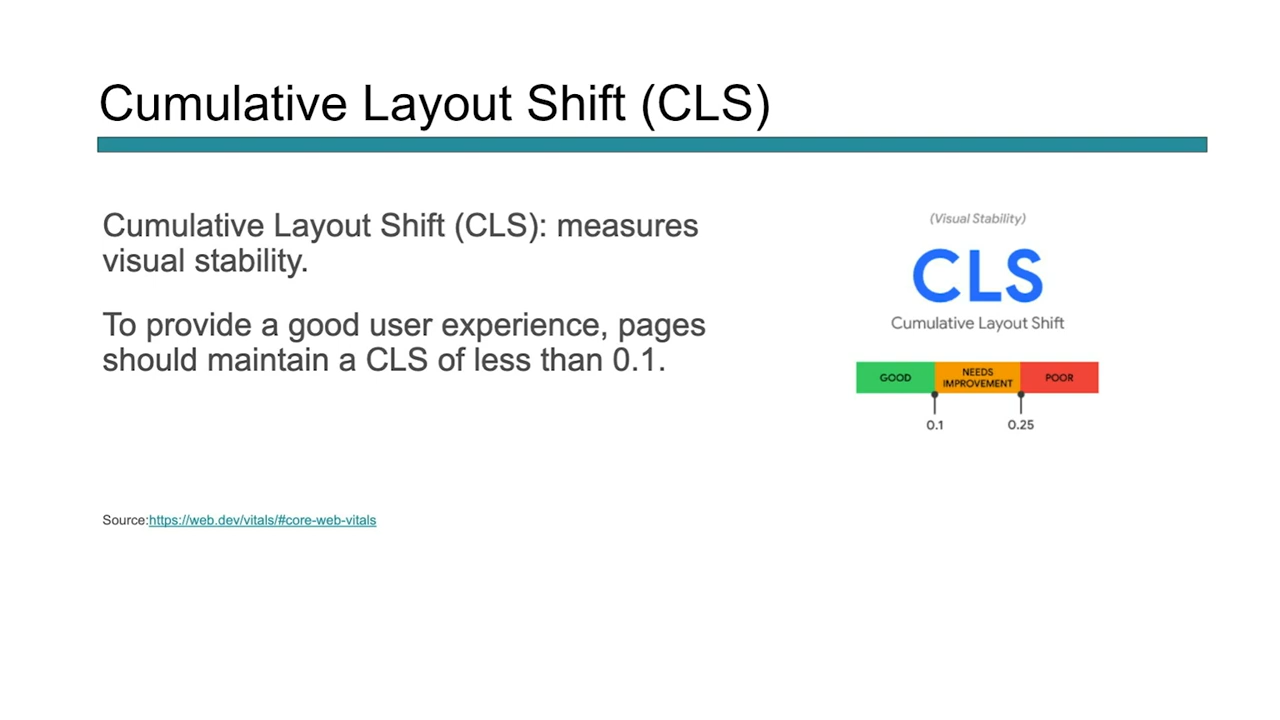 Cumulative Layout Shift (CLS)
Cumulative Layout Shift (CLS): measures
visual stability.
To provide a good user experience, pages
should maintain a CLS of less than 0.1.
Source:https://web.dev/vitals/#core-web-vitals
(Visual Stability)
CLS
Cumulative Layout Shift
GOOD
NEEDS
IMPROVEMENT
POOR
0.1
0.25